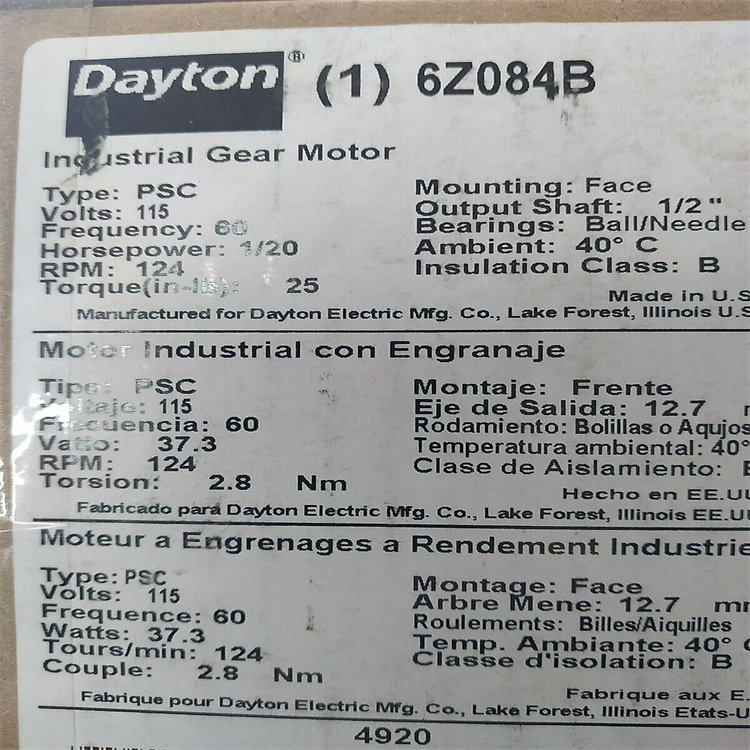 Dayton® (1) 6Z084B
Industrial Gear Motor
Type: PSC
Volts: 115
Frequency: 60
Horsepower: 1/20
RPM: 124
Torque(in-lb): 25
Mounting: Face
Output Shaft: 1/2"
Bearings: Ball/Needle
Ambient: 40° C
Insulation Class: B
Made in U.S
Manufactured for Dayton Electric Mfg. Co., Lake Forest, Illinois U.S
Motor Industrial con Engranaje
Tipo: PSC
Voltaje: 115
Frecuencia: 60
Vatio: 37.3
RPM: 124
Torsion: 2.8 Nm
Montaje: Frente
Eje de Salida: 12.7
Rodamiento: Bolillas o Aqujos
Temperatura ambiental: 40°
Clase de Aislamiento:
Hecho en EE.UU
Fabricado para Dayton Electric Mfg. Co., Lake Forest, Illinois EE.UU
Moteur a Engrenages a Rendement Industrie
Type: PSC
Volts: 115
Frequence: 60
Watts: 37.3
Tours/min: 124
Couple: 2.8 Nm
Montage: Face
Arbre Mene: 12.7 mm
Roulements: Billes/Aiquilles
Temp. Ambiante: 40°
Classe d'isolation: B
Fabrique aux E.
Fabrique pour Dayton Electric Mfg. Co., Lake Forest, Illinois Etats-U
4920